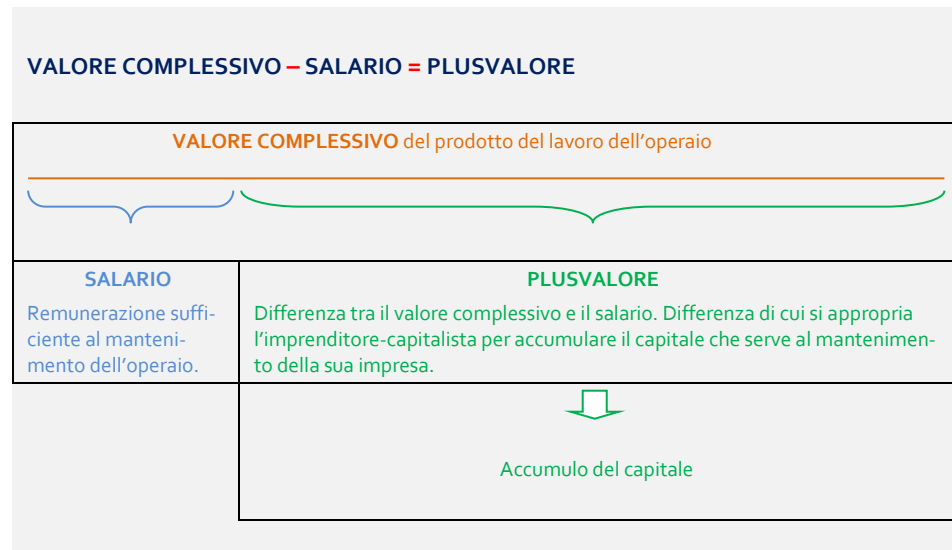 VALORE COMPLESSIVO – SALARIO = PLUSVALORE
VALORE COMPLESSIVO del prodotto del lavoro dell’operaio
SALARIO
Remunerazione suffi-
ciente al manteni-
mento dell’operaio.
PLUSVALORE
Differenza tra il valore complessivo e il salario. Differenza di cui si appropria
l’imprenditore-capitalista per accumulare il capitale che serve al mantenimen-
to della sua impresa.
Accumulo del capitale